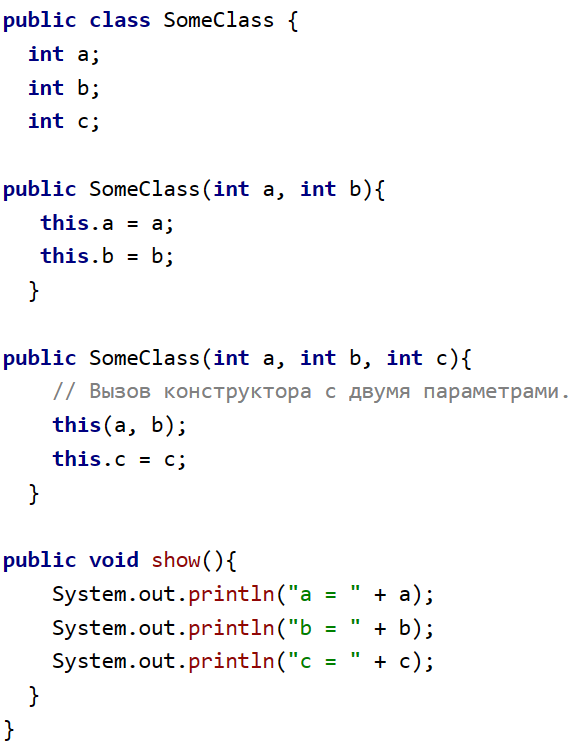 public class SomeClass {
  int a;
  int b;
  int c;

public SomeClass(int a, int b){
   this.a = a;
   this.b = b;
  }

public SomeClass(int a, int b, int c){
    // Вызов конструктора с двумя параметрами.
    this(a, b);
    this.c = c;
  }

public void show(){
    System.out.println("a = " + a);
    System.out.println("b = " + b);
    System.out.println("c = " + c);
  }
}